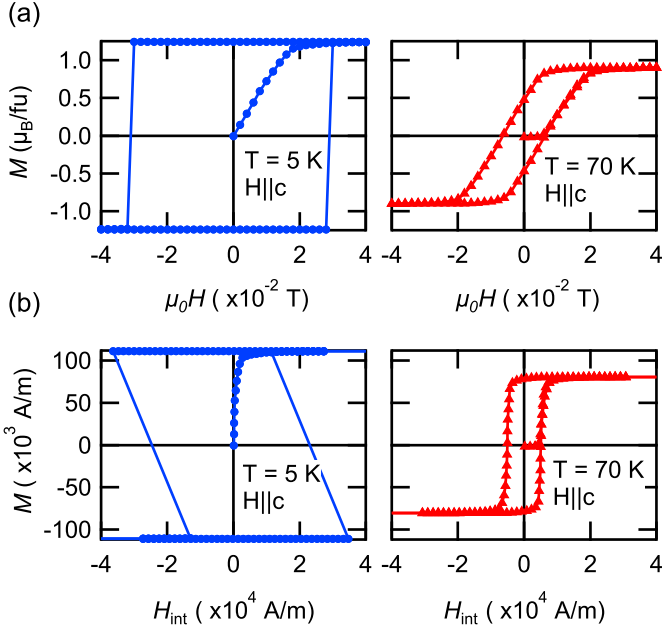 (a)
M (μB/fu)
1.0
0.5
0.0
-0.5
-1.0
T = 5 K
H||c
-4
-2
0
2
4
μ0H ( x10-2 T)
T = 70 K
H||c
-4
-2
0
2
4
μ0H ( x10-2 T)
(b)
M ( x103 A/m)
100
50
0
-50
-100
T = 5 K
H||c
-4
-2
0
2
4
Hint ( x104 A/m)
T = 70 K
H||c
-4
-2
0
2
4
Hint ( x104 A/m)